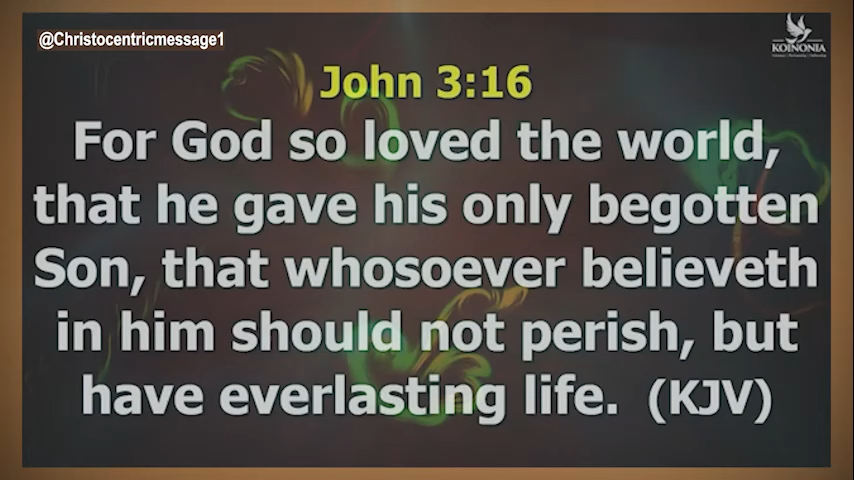 @Christocentricmessage1
KOINONIA
John 3:16
For God so loved the world,
that he gave his only begotten
Son, that whosoever believeth
in him should not perish, but
have everlasting life. (KJV)